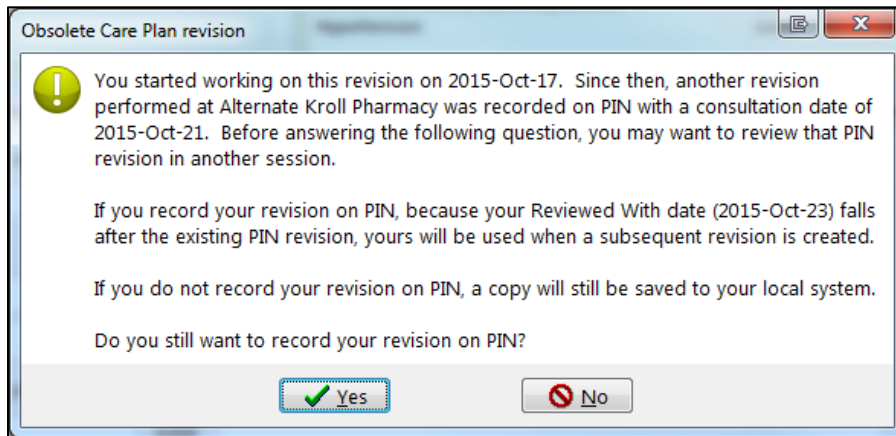 Obsolete Care Plan revision
You started working on this revision on 2015-Oct-17.  Since then, another revision
performed at Alternate Kroll Pharmacy was recorded on PIN with a consultation date of
2015-Oct-21.  Before answering the following question, you may want to review that PIN
revision in another session.
If you record your revision on PIN, because your Reviewed With date (2015-Oct-23) falls
after the existing PIN revision, yours will be used when a subsequent revision is created.
If you do not record your revision on PIN, a copy will still be saved to your local system.
Do you still want to record your revision on PIN?
Yes
No